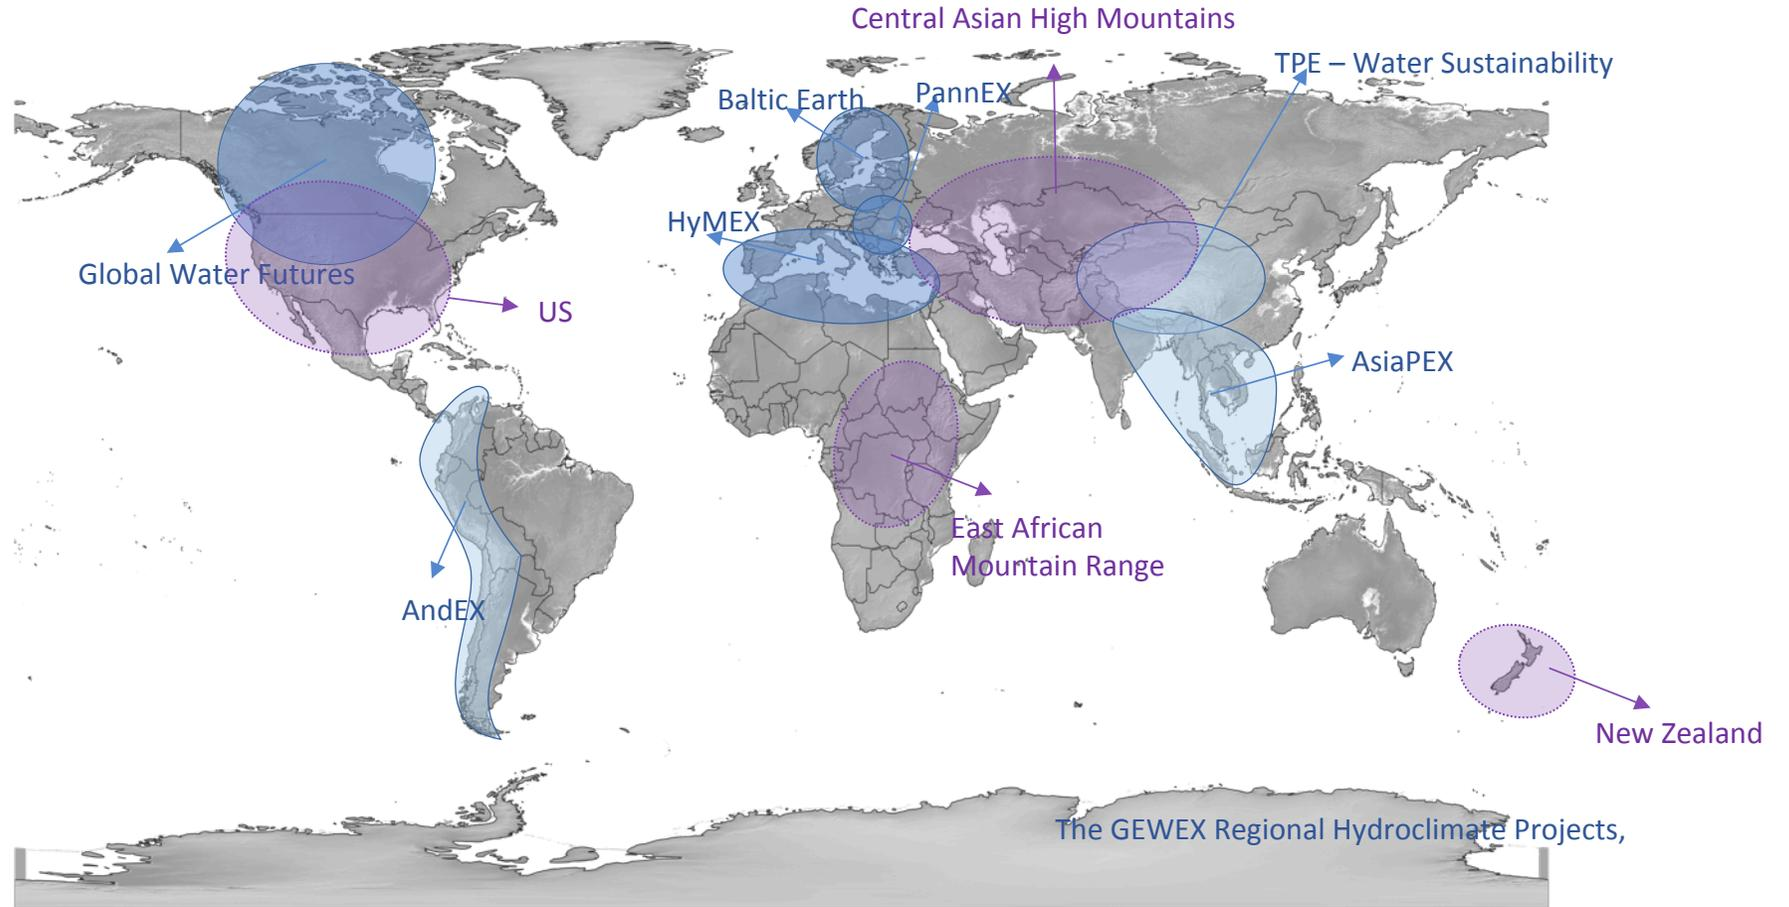 Central Asian High Mountains
TPE – Water Sustainability
Baltic Earth
PannEX
HyMEX
Global Water Futures
US
AsiaPEX
East African
Mountain Range
AndEX
New Zealand
The GEWEX Regional Hydroclimate Projects,